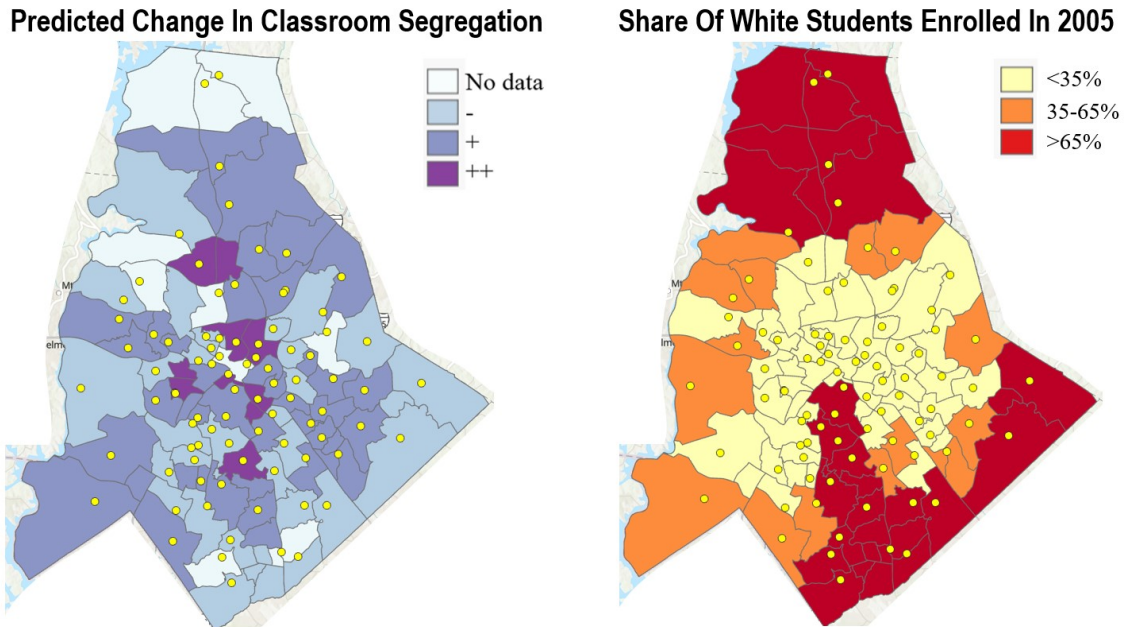 Predicted Change In Classroom Segregation
No data
-
+
++
Share Of White Students Enrolled In 2005
<35%
35-65%
>65%